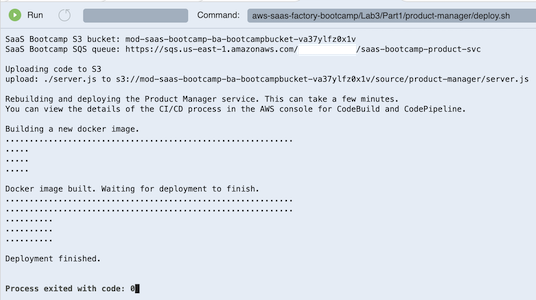 Run
Command: aws-saas-factory-bootcamp/Lab3/Part1/product-manager/deploy.sh
SaaS Bootcamp S3 bucket: mod-saas-bootcamp-ba-bootcampbucket-va37ylfz0x1v
SaaS Bootcamp SQS queue: https://sqs.us-east-1.amazonaws.com/ /saas-bootcamp-product-svc
Uploading code to S3
upload: ./server.js to s3://mod-saas-bootcamp-ba-bootcampbucket-va37ylfz0x1v/source/product-manager/server.js
Rebuilding and deploying the Product Manager service. This can take a few minutes.
You can view the details of the CI/CD process in the AWS console for CodeBuild and CodePipeline.
Building a new docker image.
............................................................
.....
.....
.....
Docker image built. Waiting for deployment to finish.
............................................................
............................................................
..........
..........
..........
Deployment finished.
Process exited with code: 0